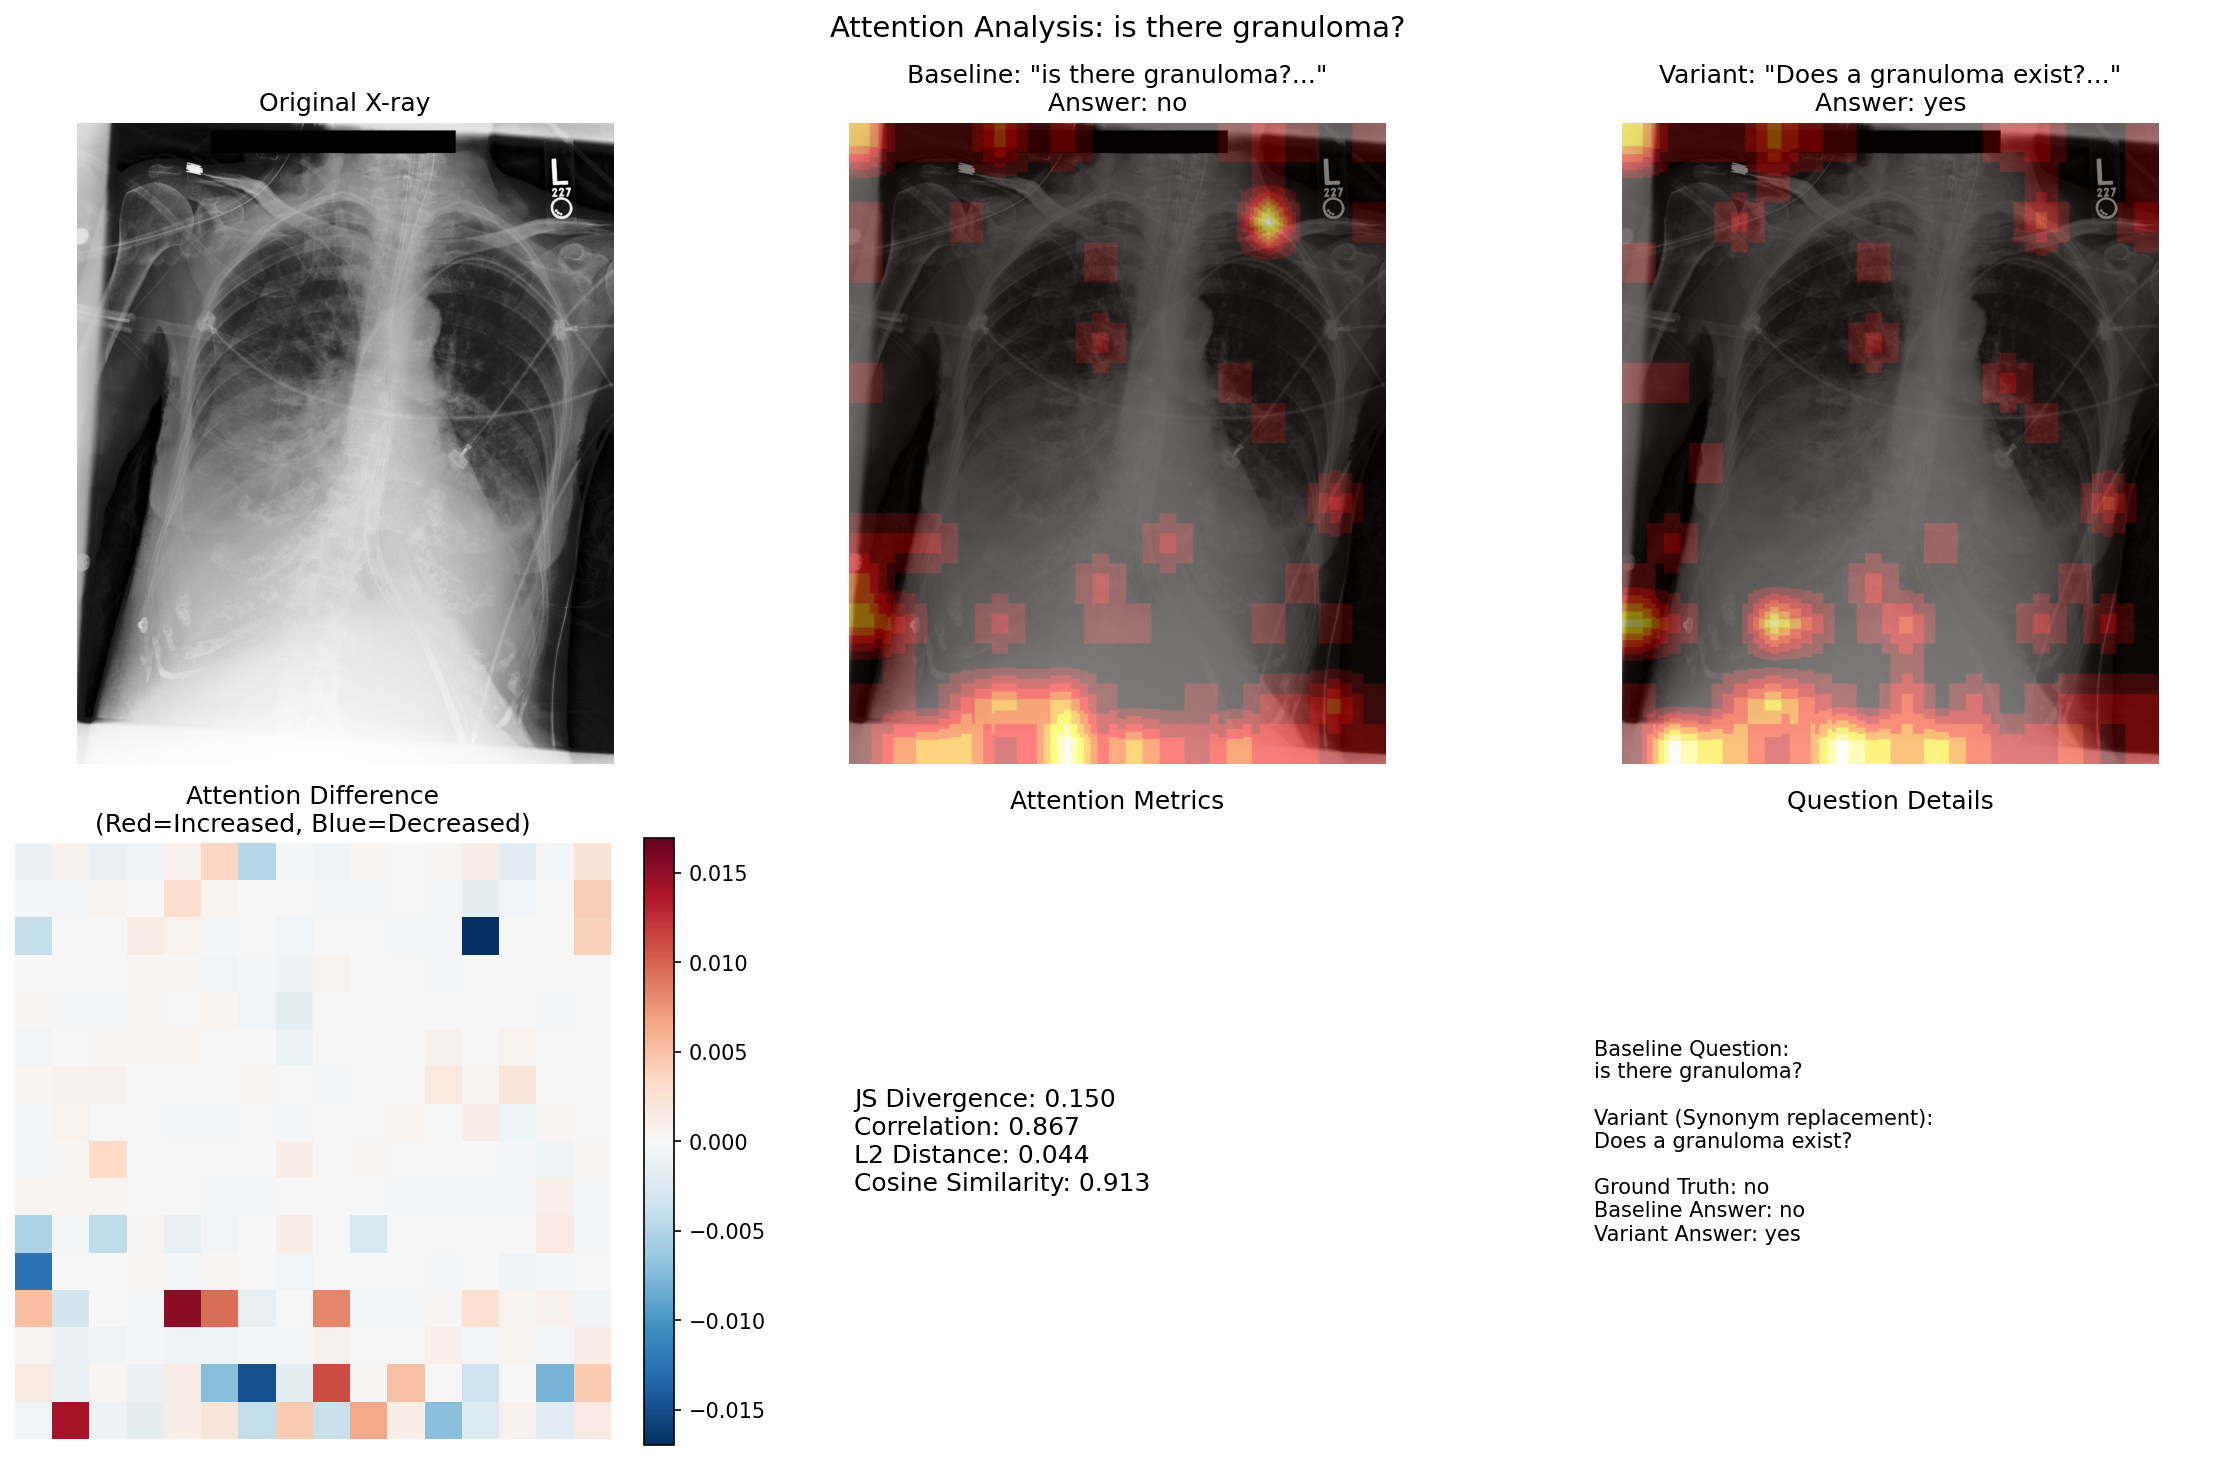 Attention Analysis: is there granuloma?
Original X-ray
L
227
Baseline: "is there granuloma?..."
Answer: no
L
227
Variant: "Does a granuloma exist?..."
Answer: yes
L
227
Attention Difference
(Red=Increased, Blue=Decreased)
0.015
0.010
0.005
0.000
−0.005
−0.010
−0.015
Attention Metrics
JS Divergence: 0.150
Correlation: 0.867
L2 Distance: 0.044
Cosine Similarity: 0.913
Question Details
Baseline Question:
is there granuloma?
Variant (Synonym replacement):
Does a granuloma exist?
Ground Truth: no
Baseline Answer: no
Variant Answer: yes